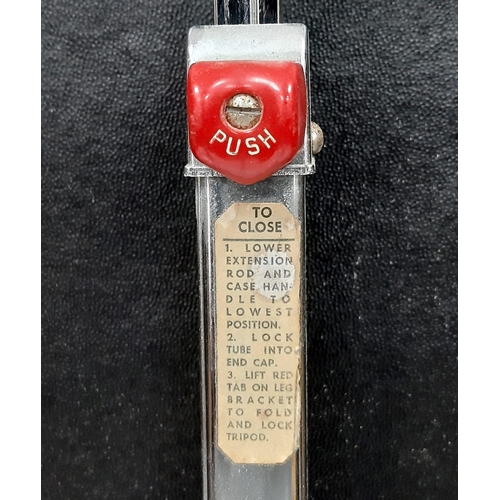 PUSH
TO
CLOSE
1. LOWER
EXTENSION
ROD AND
CASE HAN-
DLE TO
LOWEST
POSITION.
2. LOCK
TUBE INTO
END CAP.
3. LIFT RED
TAB ON LEG
BRACKET
TO FOLD
AND LOCK
TRIPOD.